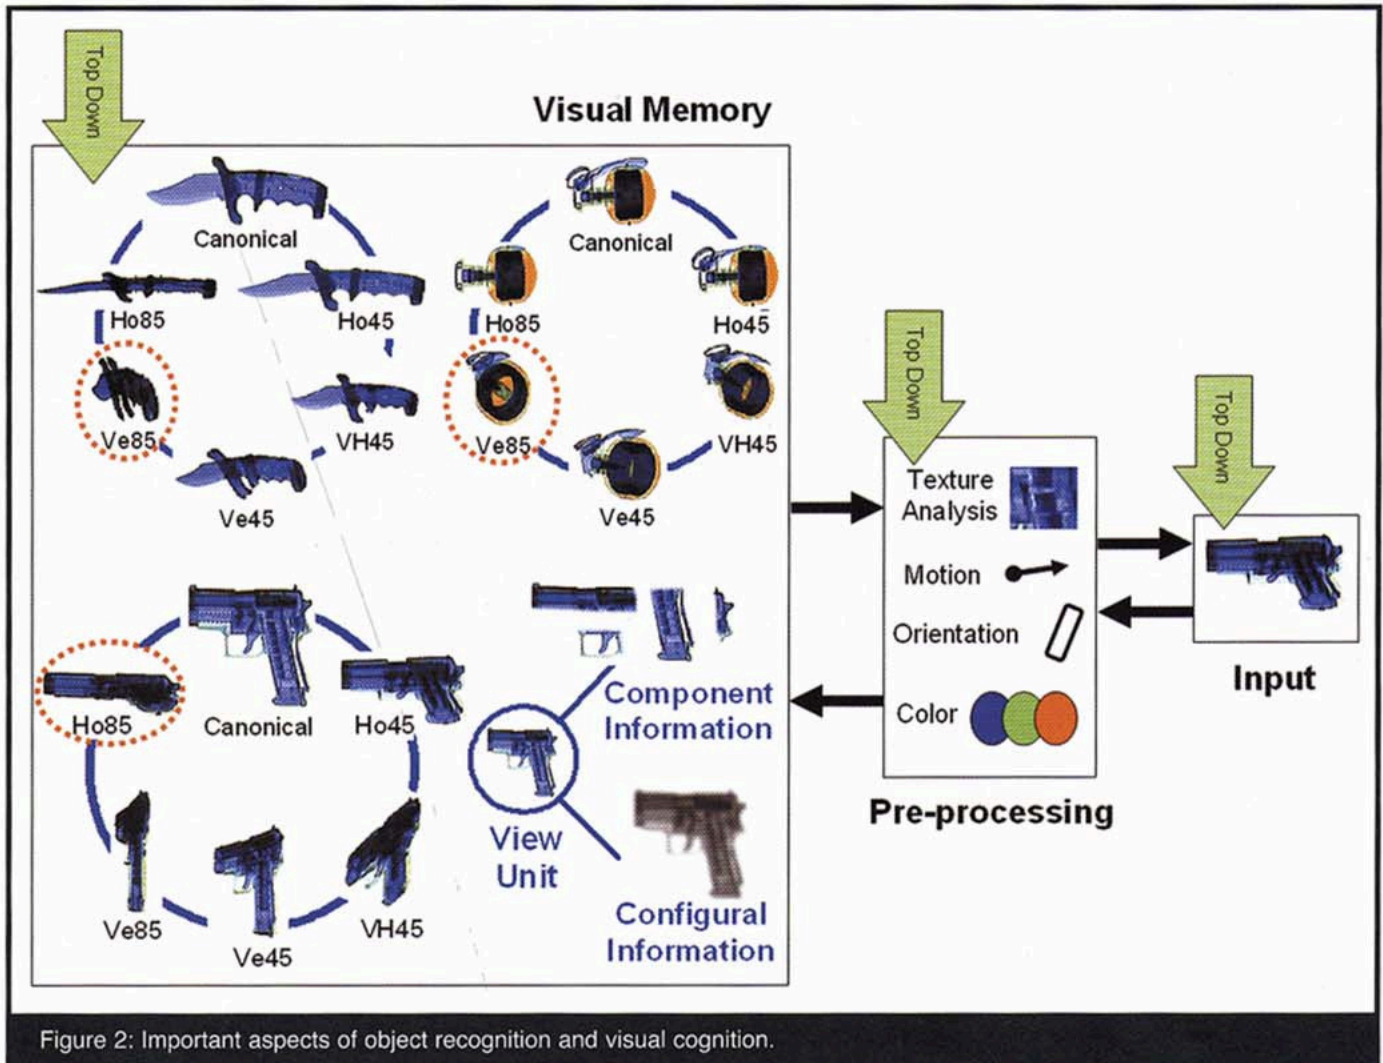 Top Down
Visual Memory
Canonical
Ho85
Ho45
Ve85
VH45
Ve45
Canonical
Ho85
Ho45
Ve85
VH45
Ve45
Ho85
Canonical
Ho45
Ve85
Ve45
VH45
Component
Information
View
Unit
Configural
Information
Top Down
Texture
Analysis
Motion
Orientation
Color
Pre-processing
Top Down
Input
Figure 2: Important aspects of object recognition and visual cognition.